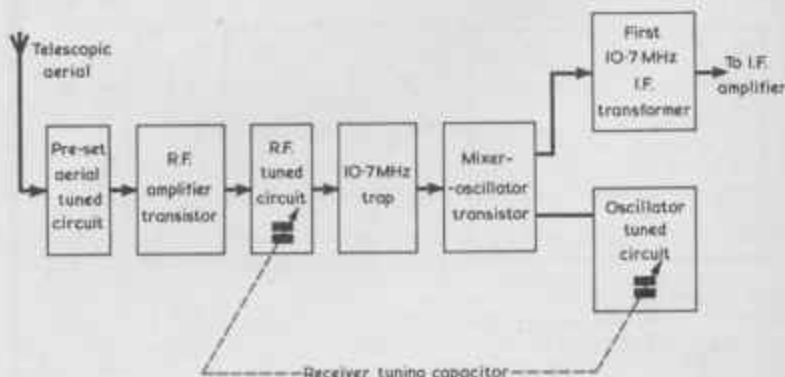 Telescopic
aerial
Pre-set
aerial
tuned
circuit
R.F.
amplifier
transistor
R.F.
tuned
circuit
10·7MHz
trap
Mixer-
-oscillator
transistor
First
10·7 MHz
I.F.
transformer
To I.F.
amplifier
Oscillator
tuned
circuit
Receiver tuning capacitor